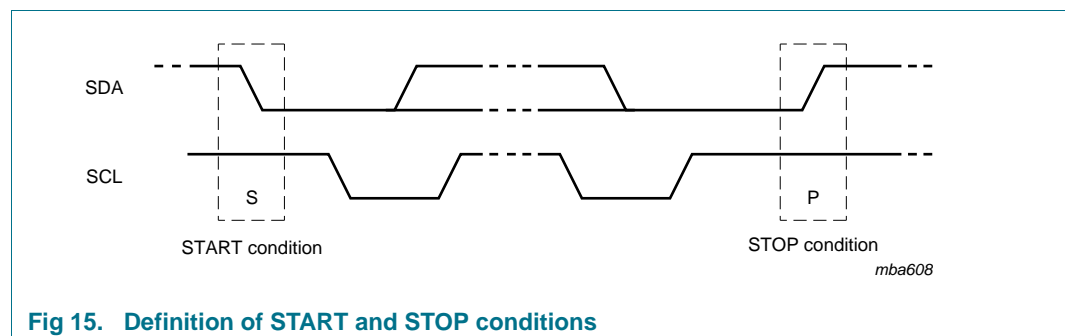 SDA
SCL
S
P
START condition
STOP condition
mba608
Fig 15. Definition of START and STOP conditions